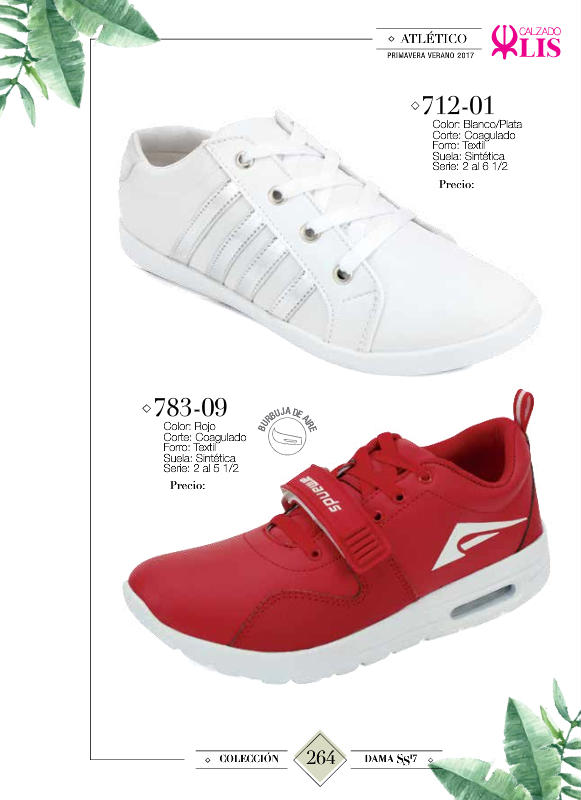 ATLÉTICO
PRIMAVERA VERANO 2017
CALZADO
LIS
712-01
Color: Blanco/Plata
Corte: Coagulado
Forro: Textil
Suela: Sintética
Serie: 2 al 6 1/2
Precio:
783-09
Color: Rojo
Corte: Coagulado
Forro: Textil
Suela: Sintética
Serie: 2 al 5 1/2
Precio:
BURBUJA DE AIRE
COLECCIÓN
264
DAMA SS'7